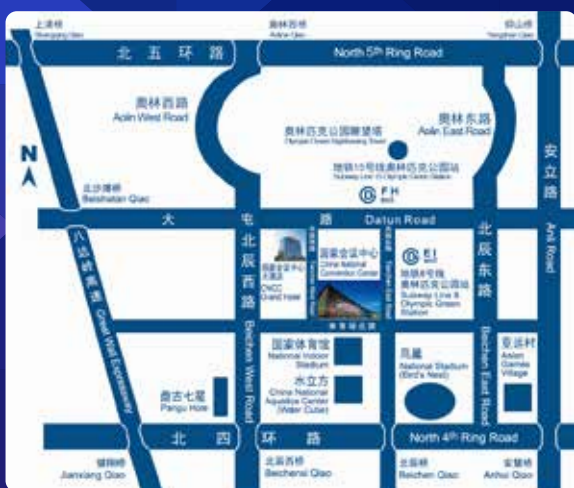 上清桥
Shangqing Qiao
奥林西桥
Aolinxi Qiao
仰山桥
Yangshan Qiao
北五环路
North 5th Ring Road
奥林西路
Aolin West Road
奥林东路
Aolin East Road
奥林匹克公园瞭望塔
地铁15号线奥林匹克公园站
N
安立路
Anli Road
北沙滩桥
Beishatan Qiao
大屯路
Datun Road
八达岭高速
Great Wall Expressway
北辰西路
Beichen West Road
国家会议中心
大酒店
CNCC
Grand Hotel
国家会议中心
China National
Convention Center
地铁8号线
奥林匹克公园站
Subway Line 8
Olympic Green
Station
北辰东路
Beichen East Road
国家体育馆
National Indoor
Stadium
水立方
China National
Aquatics Center
(Water Cube)
鸟巢
National Stadium
(Bird's Nest)
亚运村
Asian
Games
Village
盘古七星
Pangu Hotel
北四环路
North 4th Ring Road
健翔桥
Jianxiang Qiao
北辰西桥
Beichenxi Qiao
北辰桥
Beichen Qiao
安慧桥
Anhui Qiao